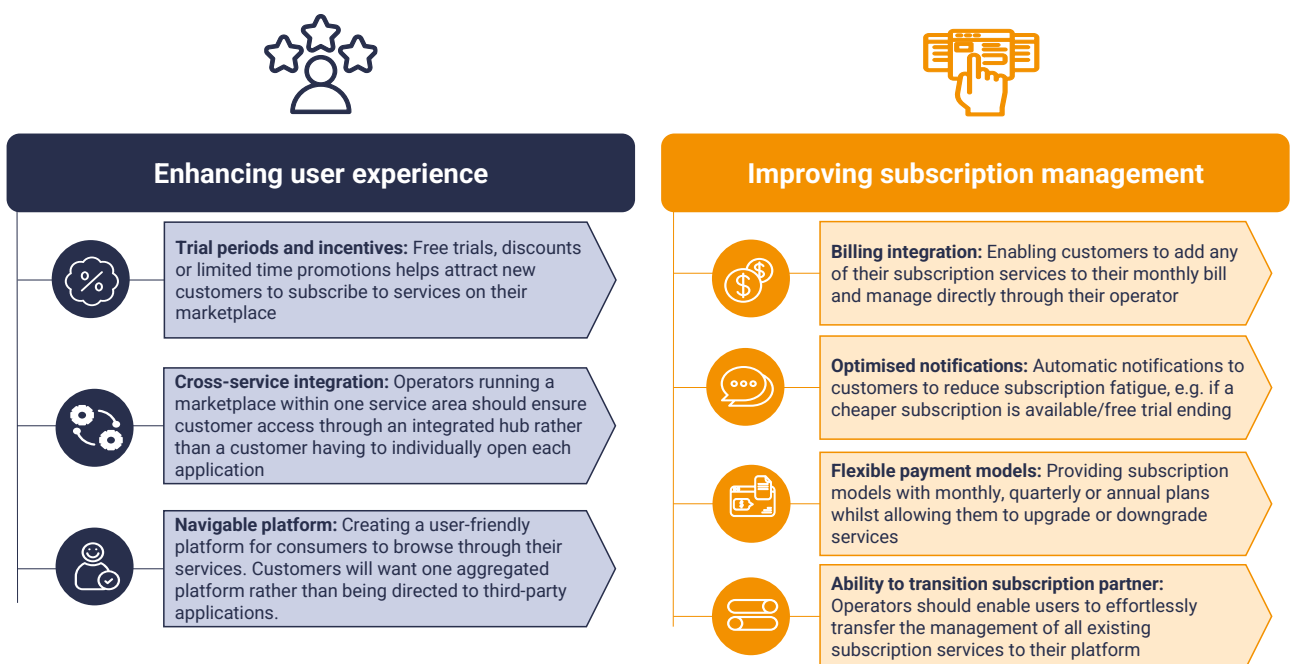 Enhancing user experience
Trial periods and incentives: Free trials, discounts
or limited time promotions helps attract new
customers to subscribe to services on their
marketplace
Cross-service integration: Operators running a
marketplace within one service area should ensure
customer access through an integrated hub rather
than a customer having to individually open each
application
Navigable platform: Creating a user-friendly
platform for consumers to browse through their
services. Customers will want one aggregated
platform rather than being directed to third-party
applications.
Improving subscription management
Billing integration: Enabling customers to add any
of their subscription services to their monthly bill
and manage directly through their operator
Optimised notifications: Automatic notifications to
customers to reduce subscription fatigue, e.g. if a
cheaper subscription is available/free trial ending
Flexible payment models: Providing subscription
models with monthly, quarterly or annual plans
whilst allowing them to upgrade or downgrade
services
Ability to transition subscription partner:
Operators should enable users to effortlessly
transfer the management of all existing
subscription services to their platform